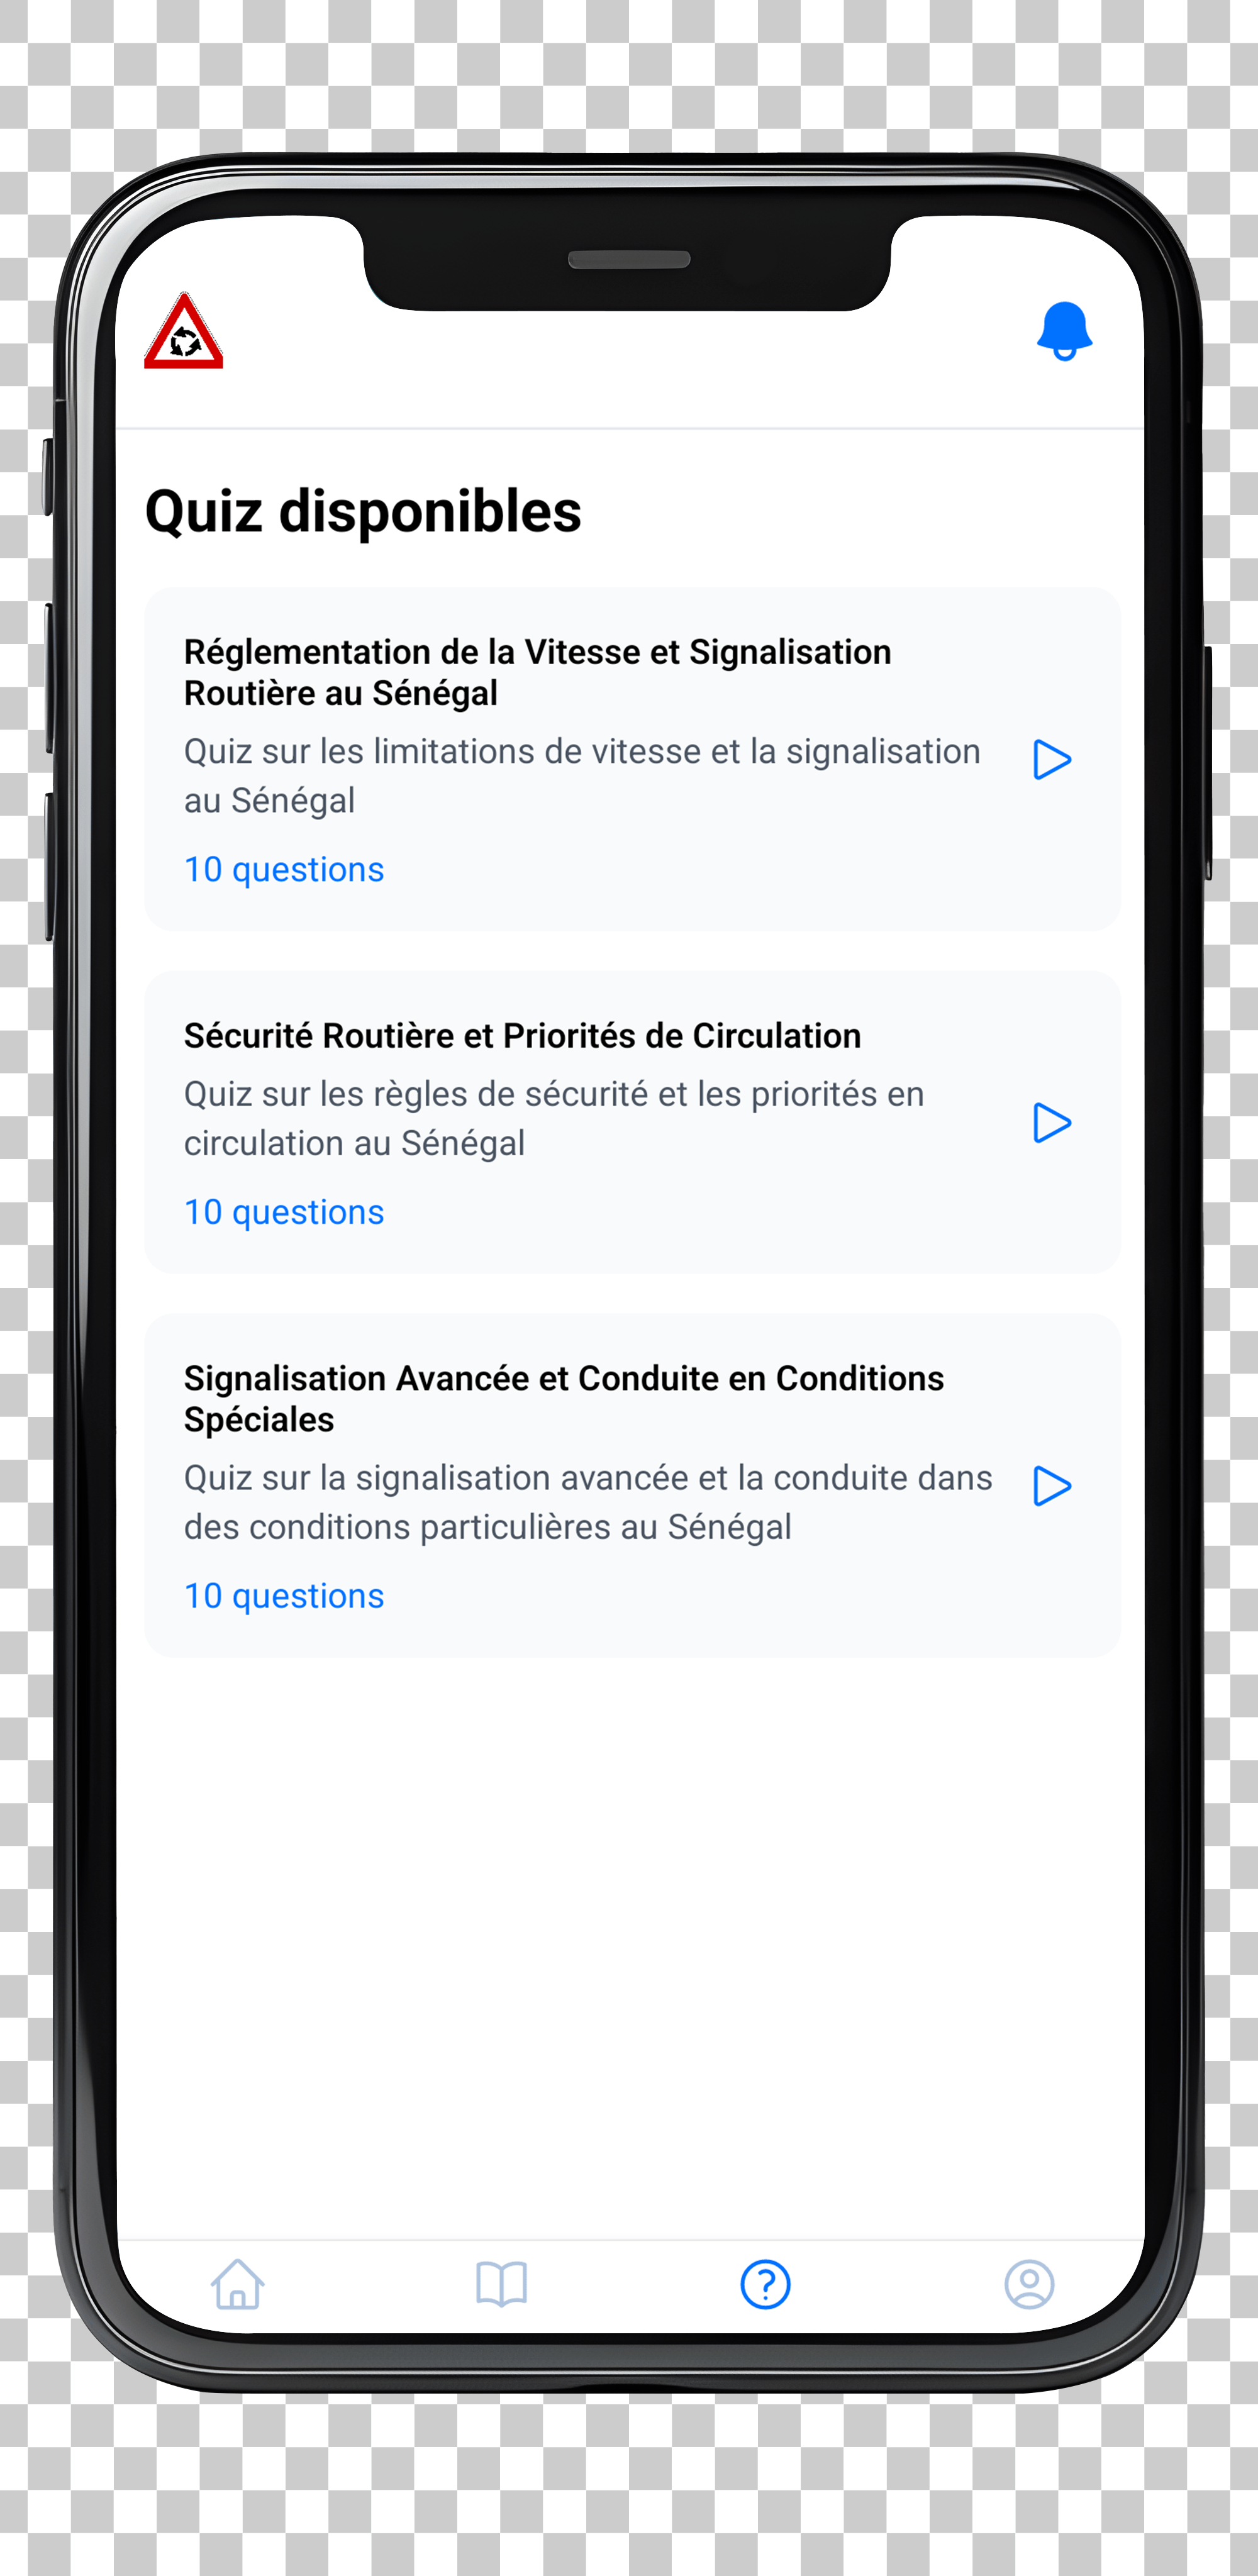 Quiz disponibles
Réglementation de la Vitesse et Signalisation
Routière au Sénégal
Quiz sur les limitations de vitesse et la signalisation
au Sénégal
10 questions
Sécurité Routière et Priorités de Circulation
Quiz sur les règles de sécurité et les priorités en
circulation au Sénégal
10 questions
Signalisation Avancée et Conduite en Conditions
Spéciales
Quiz sur la signalisation avancée et la conduite dans
des conditions particulières au Sénégal
10 questions